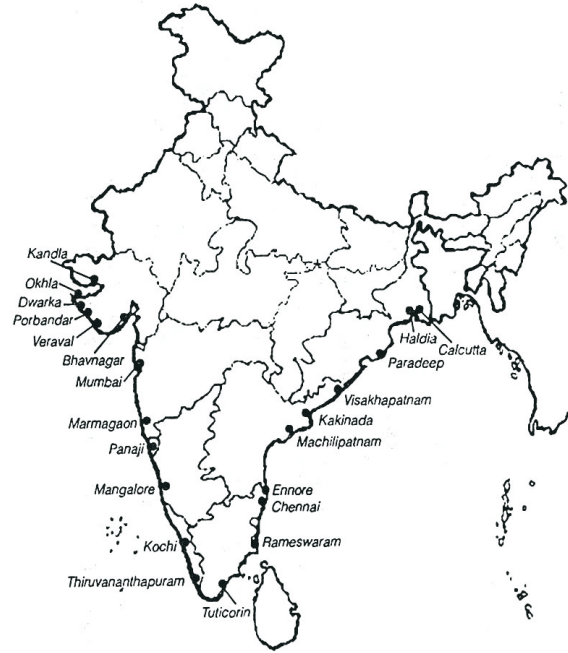 Kandla
Okhla
Dwarka
Porbandar
Veraval
Bhavnagar
Mumbai
Marmagaon
Panaji
Mangalore
Kochi
Thiruvananthapuram
Tuticorin
Rameswaram
Chennai
Ennore
Machilipatnam
Kakinada
Visakhapatnam
Paradeep
Haldia
Calcutta